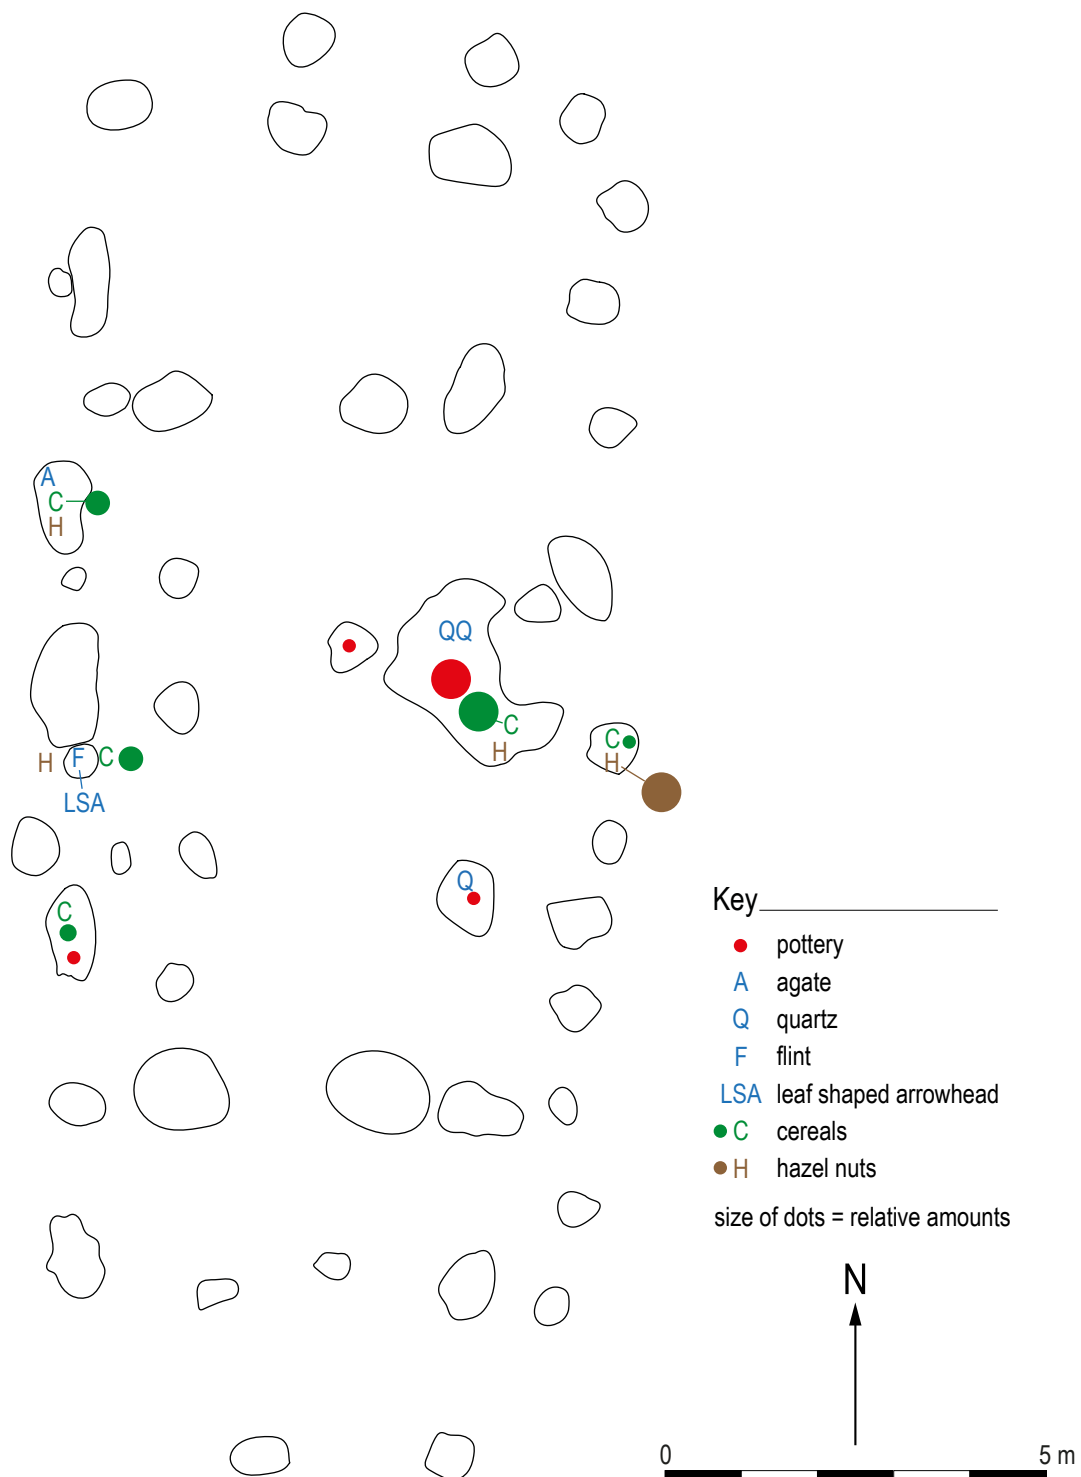 A
C
H
QQ
C
H
C
H
H F C
LSA
Q
C
Key
pottery
A agate
Q quartz
F flint
LSA leaf shaped arrowhead
C cereals
H hazel nuts
size of dots = relative amounts
N
0 5 m